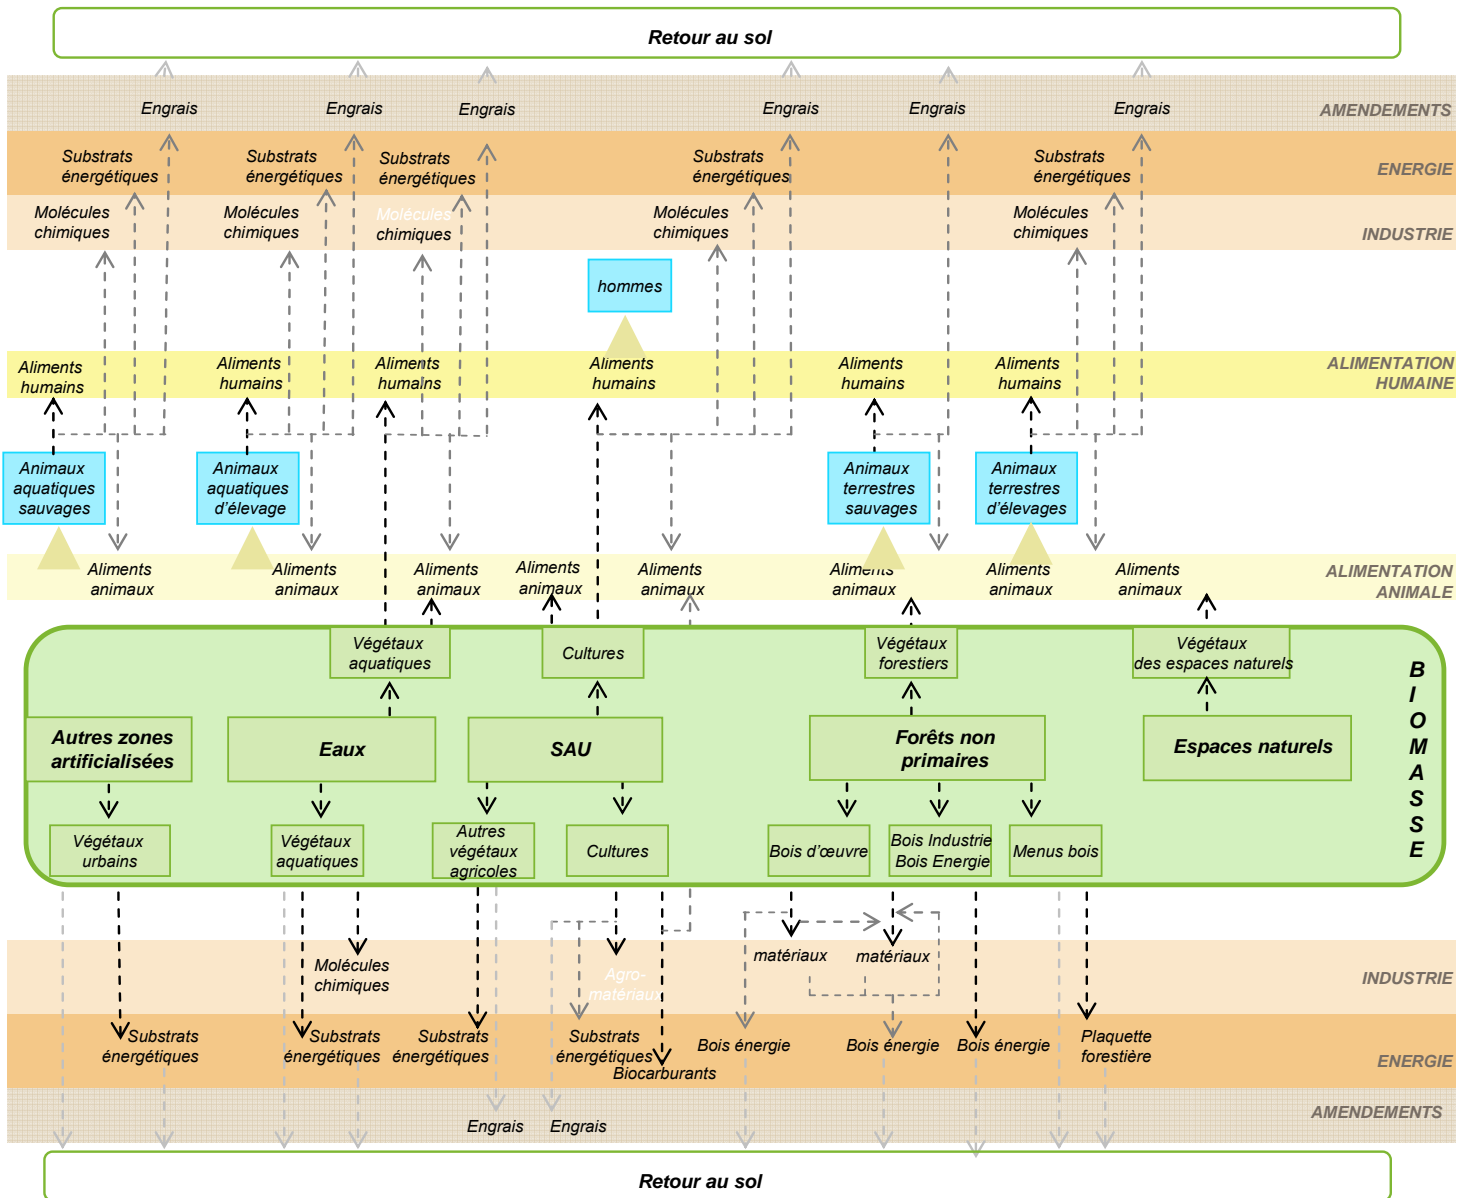 Retour au sol
Engrais Engrais Engrais Engrais Engrais Engrais AMENDEMENTS
Substrats énergétiques
Substrats énergétiques
Substrats énergétiques
Substrats énergétiques
Substrats énergétiques
ENERGIE
Molécules chimiques
Molécules chimiques
Molécules chimiques
Molécules chimiques
Molécules chimiques
INDUSTRIE
hommes
Aliments humains
Aliments humains
Aliments humains
Aliments humains
Aliments humains
Aliments humains
ALIMENTATION
HUMAINE
Animaux
aquatiques
sauvages
Animaux
aquatiques
d'élevage
Animaux
terrestres
sauvages
Animaux
terrestres
d'élevages
Aliments animaux
Aliments animaux
Aliments animaux
Aliments animaux
Aliments animaux
Aliments animaux
Aliments animaux
Aliments animaux
ALIMENTATION
ANIMALE
Végétaux
aquatiques
Cultures
Végétaux
forestiers
Végétaux
des espaces naturels
BIOMASSE
Autres zones
artificialisées
Eaux
SAU
Forêts non
primaires
Espaces naturels
Végétaux
urbains
Végétaux
aquatiques
Autres
végétaux
agricoles
Cultures
Bois d'œuvre
Bois Industrie
Bois Energie
Menus bois
Molécules
chimiques
Agro-
matériaux
matériaux
matériaux
INDUSTRIE
Substrats
énergétiques
Substrats
énergétiques
Substrats
énergétiques
Substrats
énergétiques
Biocarburants
Bois énergie
Bois énergie
Bois énergie
Plaquette
forestière
ENERGIE
Engrais
Engrais
AMENDEMENTS
Retour au sol